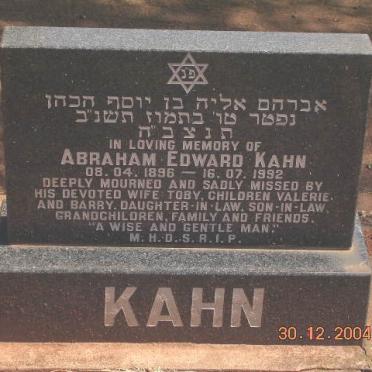 פנ
אברהם אליה בן יוסף הכהן
נפטר טו' בתמוז תשנ"ב
תנצב"ה
IN LOVING MEMORY OF
ABRAHAM EDWARD KAHN
08.04.1896 — 16.07.1992
DEEPLY MOURNED AND SADLY MISSED BY
HIS DEVOTED WIFE TOBY, CHILDREN VALERIE
AND BARRY, DAUGHTER-IN-LAW, SON-IN-LAW,
GRANDCHILDREN, FAMILY AND FRIENDS.
"A WISE AND GENTLE MAN."
M.H.D.S.R.I.P.
KAHN
30.12.2004